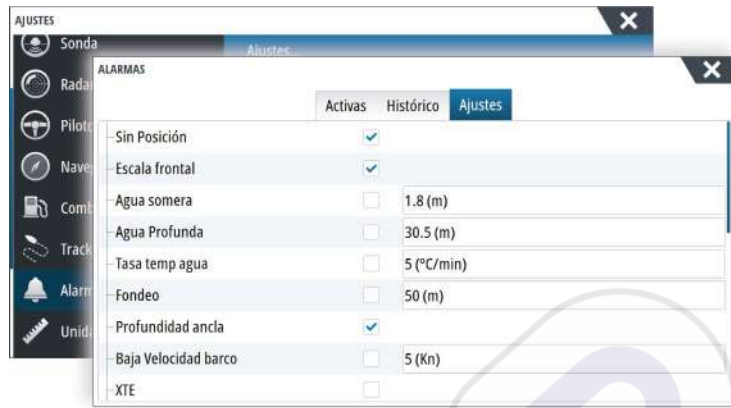 AJUSTES
Sonda
Ajustes...
ALARMAS
Activas Histórico Ajustes
Sin Posición
Escala frontal
Agua somera 1.8 (m)
Agua Profunda 30.5 (m)
Tasa temp agua 5 (°C/min)
Fondeo 50 (m)
Profundidad ancla
Baja Velocidad barco 5 (Kn)
XTE